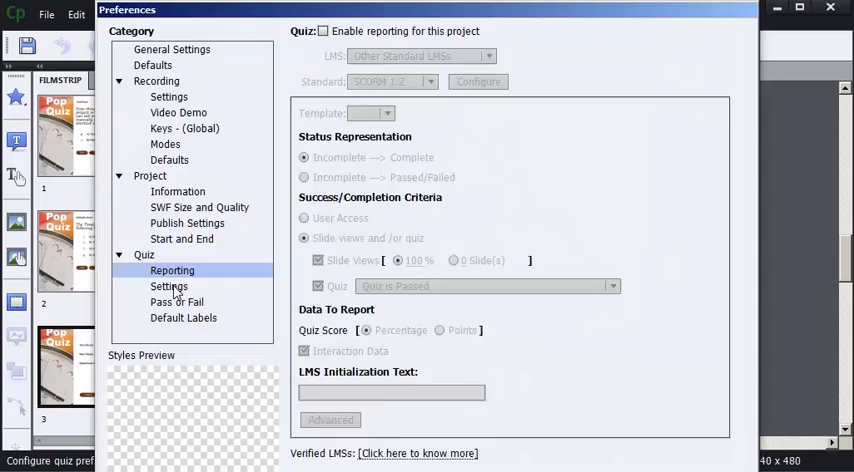 Preferences
Cp
File Edit
FILMSTRIP
Pop
Quiz
1
Pop
Quiz
2
Pop
Quiz
3
Configure quiz pref
Category
General Settings
Defaults
Recording
Settings
Video Demo
Keys - (Global)
Modes
Defaults
Project
Information
SWF Size and Quality
Publish Settings
Start and End
Quiz
Reporting
Settings
Pass or Fail
Default Labels
Styles Preview
Quiz: Enable reporting for this project
LMS: Other Standard LMSs
Standard: SCORM 1.2 Configure
Template:
Status Representation
Incomplete —> Complete
Incomplete —> Passed/Failed
Success/Completion Criteria
User Access
Slide views and /or quiz
Slide Views [ 100 % 0 Slide(s) ]
Quiz Quiz is Passed
Data To Report
Quiz Score [ Percentage Points ]
Interaction Data
LMS Initialization Text:
Advanced
Verified LMSs: [Click here to know more]
40 x 480